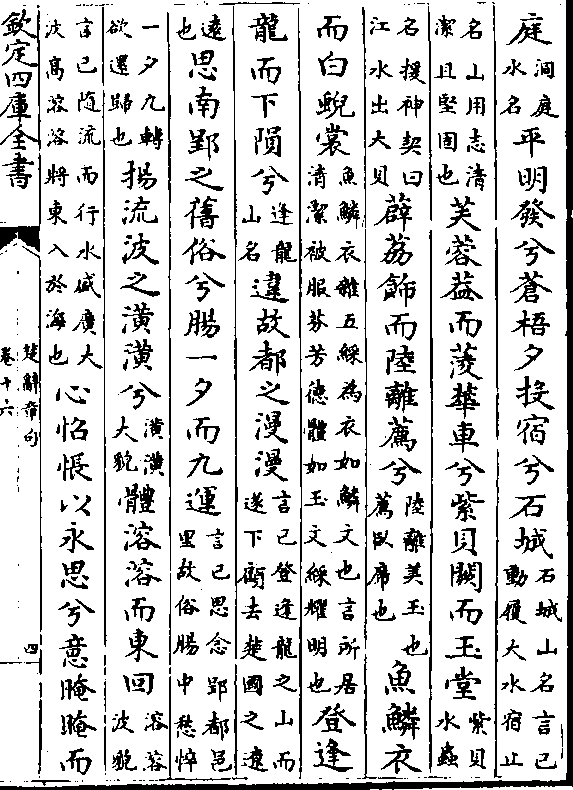 庭洞庭水名平明發兮蒼梧夕投宿兮石城石城山名言己動履大水宿止
名山用志清潔且堅固也芙蓉葢而蔆華車兮紫貝闕而玉堂紫貝水蟲
名援神契曰江水出大貝薜荔飾而陸離薦兮陸離美玉也薦臥席也魚鱗衣
而白蜺裳魚鱗衣雜五綵為衣如鱗文也言所居清潔被服芬芳德體如玉文綵耀明也登逢
龍而下隕兮逢龍山名違故都之漫漫言己登逢龍之山而遂下顧去楚國之遼
遠也思南郢之舊俗兮腸一夕而九運言己思念郢都邑里故俗腸中愁悴
一夕九轉欲還歸也揚流波之潢潢兮潢潢大貌體溶溶而東回溶溶波貌
言己随流而行水盛廣大波高溶溶將東入於海也心怊悵以永思兮意晻晻而
欽定四庫全書
楚辭章句
卷十六
四